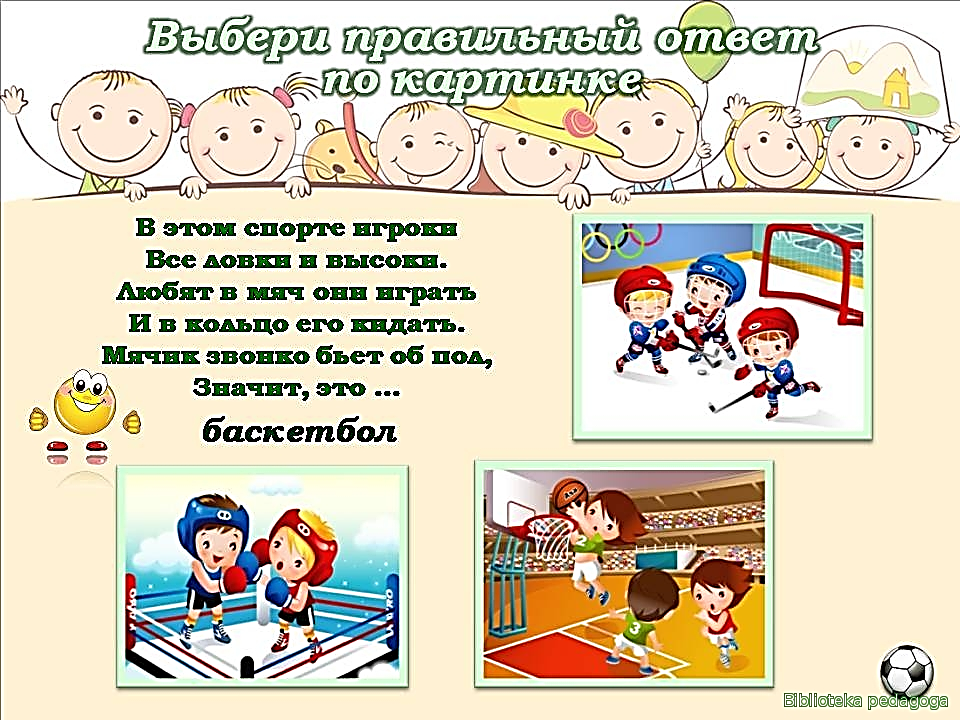 Выбери правильный ответ
по картинке
В этом спорте игроки
Все ловки и высоки.
Любят в мяч они играть
И в кольцо его кидать.
Мячик звонко бьет об пол,
Значит, это ...
баскетбол
Biblioteka pedagoga